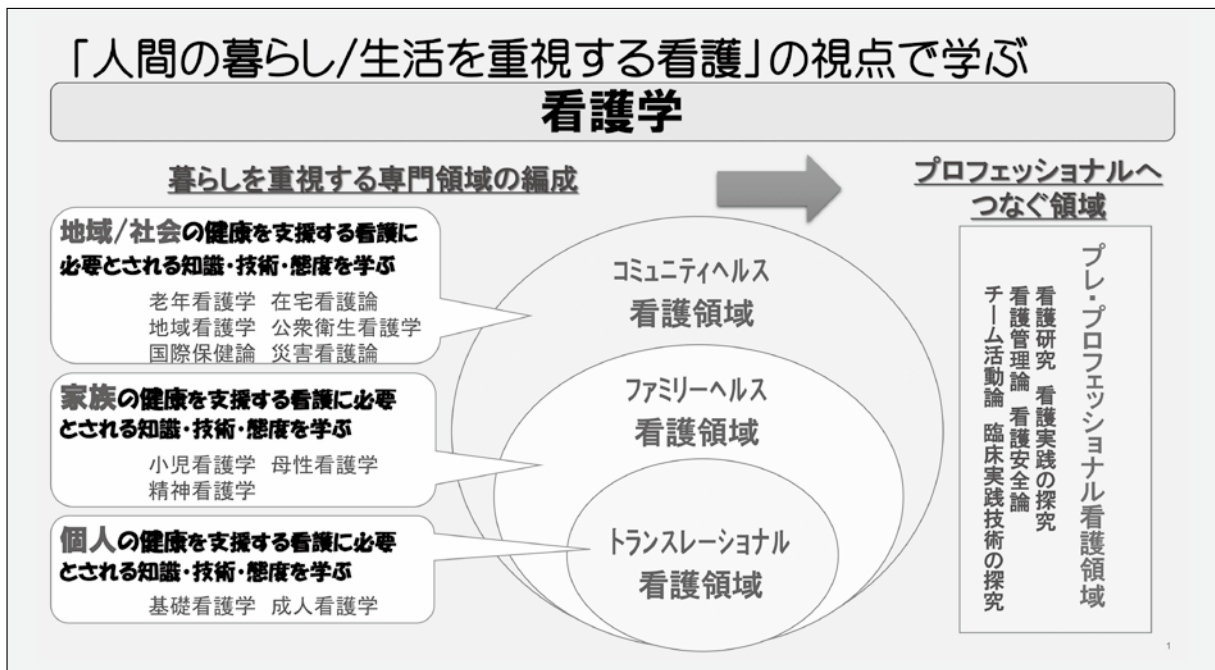 「人間の暮らし/生活を重視する看護」の視点で学ぶ
看護学
暮らしを重視する専門領域の編成
地域/社会の健康を支援する看護に
必要とされる知識・技術・態度を学ぶ
老年看護学 在宅看護論
地域看護学 公衆衛生看護学
国際保健論 災害看護論
家族の健康を支援する看護に必要
とされる知識・技術・態度を学ぶ
小児看護学 母性看護学
精神看護学
個人の健康を支援する看護に必要
とされる知識・技術・態度を学ぶ
基礎看護学 成人看護学
コミュニティヘルス
看護領域
ファミリーヘルス
看護領域
トランスレーショナル
看護領域
プロフェッショナルへ
つなぐ領域
プレ・プロフェッショナル看護領域
看護研究 看護実践の探究
看護管理論 看護安全論
チーム活動論 臨床実践技術の探究
1